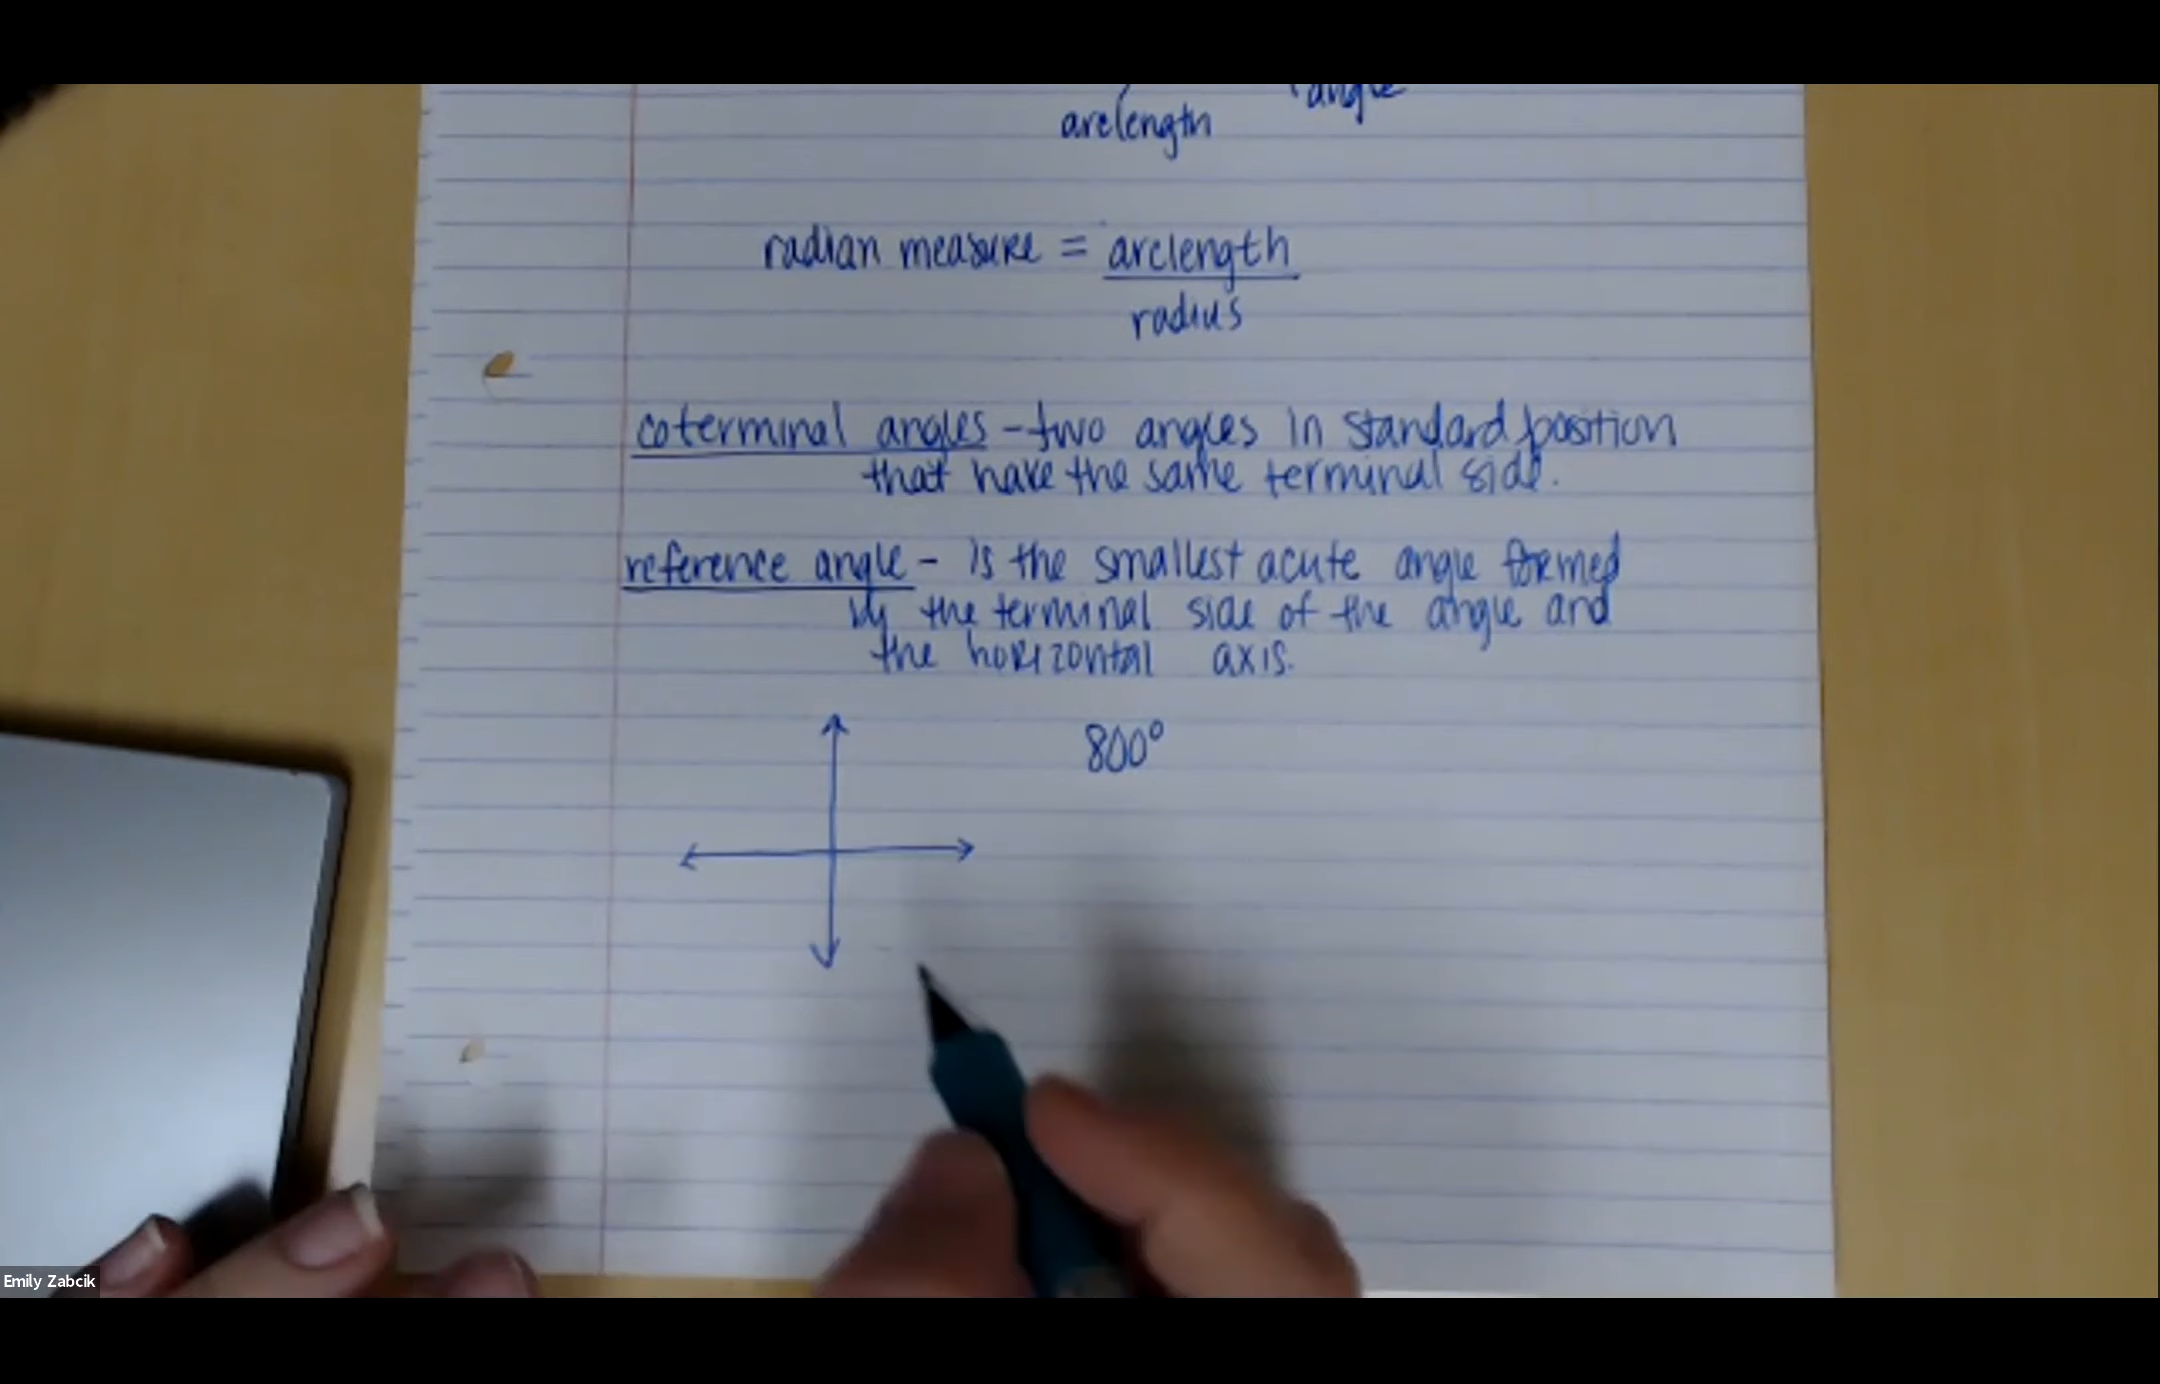 angle
arclength
radian measure = arclength
radius
coterminal angles - two angles in standard position
that have the same terminal side.
reference angle - is the smallest acute angle formed
by the terminal side of the angle and
the horizontal axis.
800°
Emily Zabcik